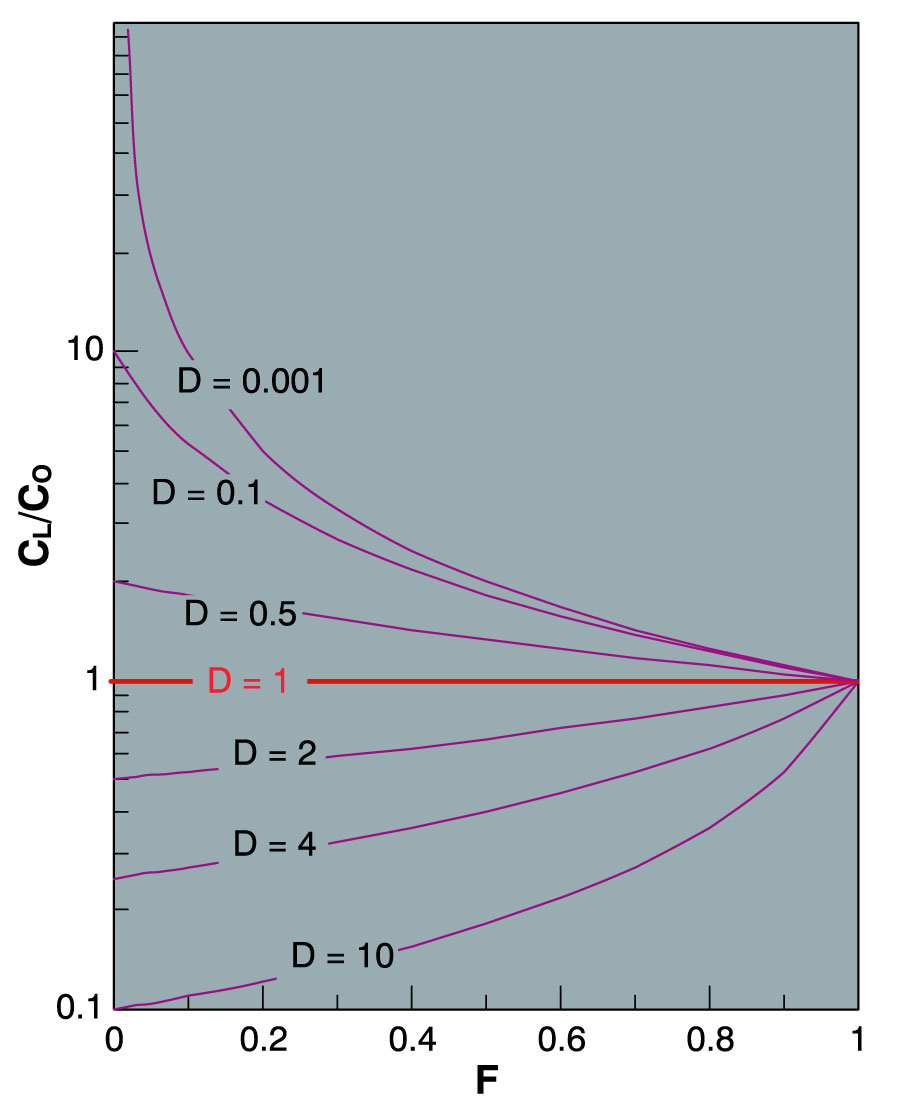 10
D = 0.001
CL/CO
D = 0.1
D = 0.5
1
D = 1
D = 2
D = 4
D = 10
0.1
0 0.2 0.4 0.6 0.8 1
F